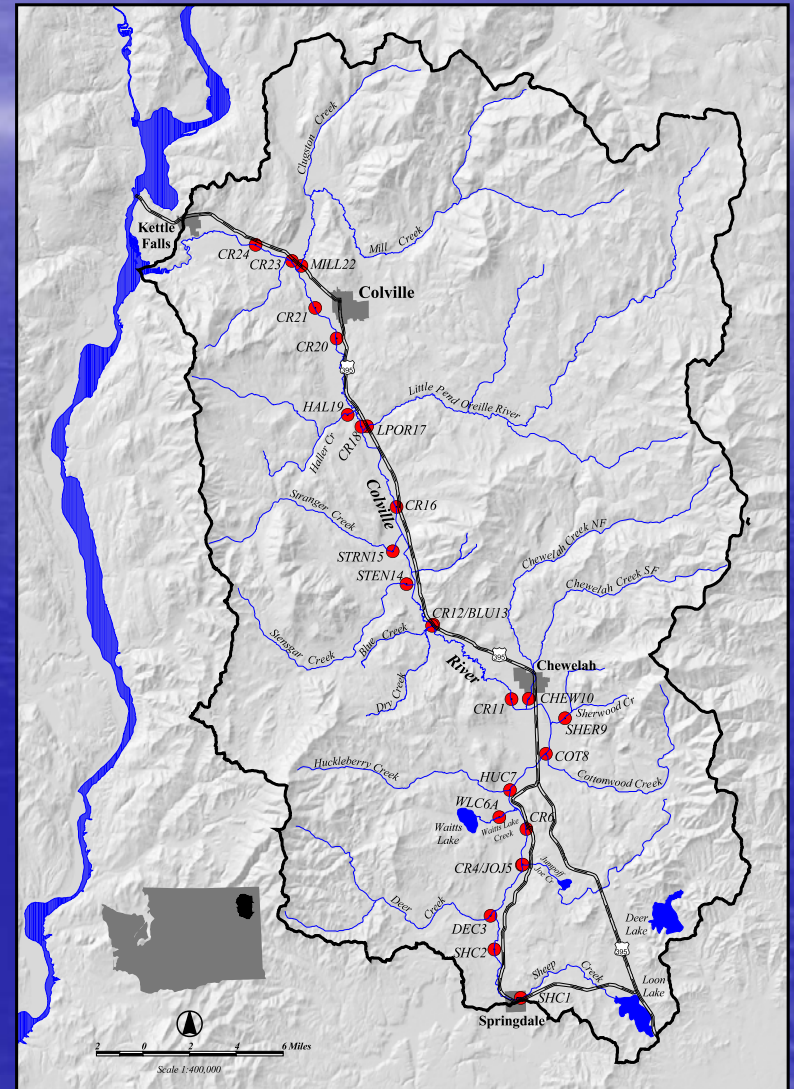 Clugston Creek
Kettle
Falls
CR24
CR23
MILL22
Mill Creek
Colville
CR21
CR20
395
HAL19
Little Pend Oreille River
CR18
LPOR17
Haller Cr
Colville
CR16
Stranger Creek
STRN15
Chewelah Creek NF
STEN14
Chewelah Creek SF
CR12/BLU13
Stensgar Creek
Blue Creek
River
395
Chewelah
Dry Creek
CR11
CHEW10
Sherwood Cr
SHER9
COT8
Huckleberry Creek
HUC7
Cottonwood Creek
WLC6A
CR6
Waitts
Lake
Waitts Lake
Creek
CR4/JOJ5
Jumpoff
Joe Cr
Deer Creek
DEC3
Deer
Lake
SHC2
395
Sheep Creek
Loon
Lake
SHC1
Springdale
2 0 2 4 6 Miles
Scale 1:400,000